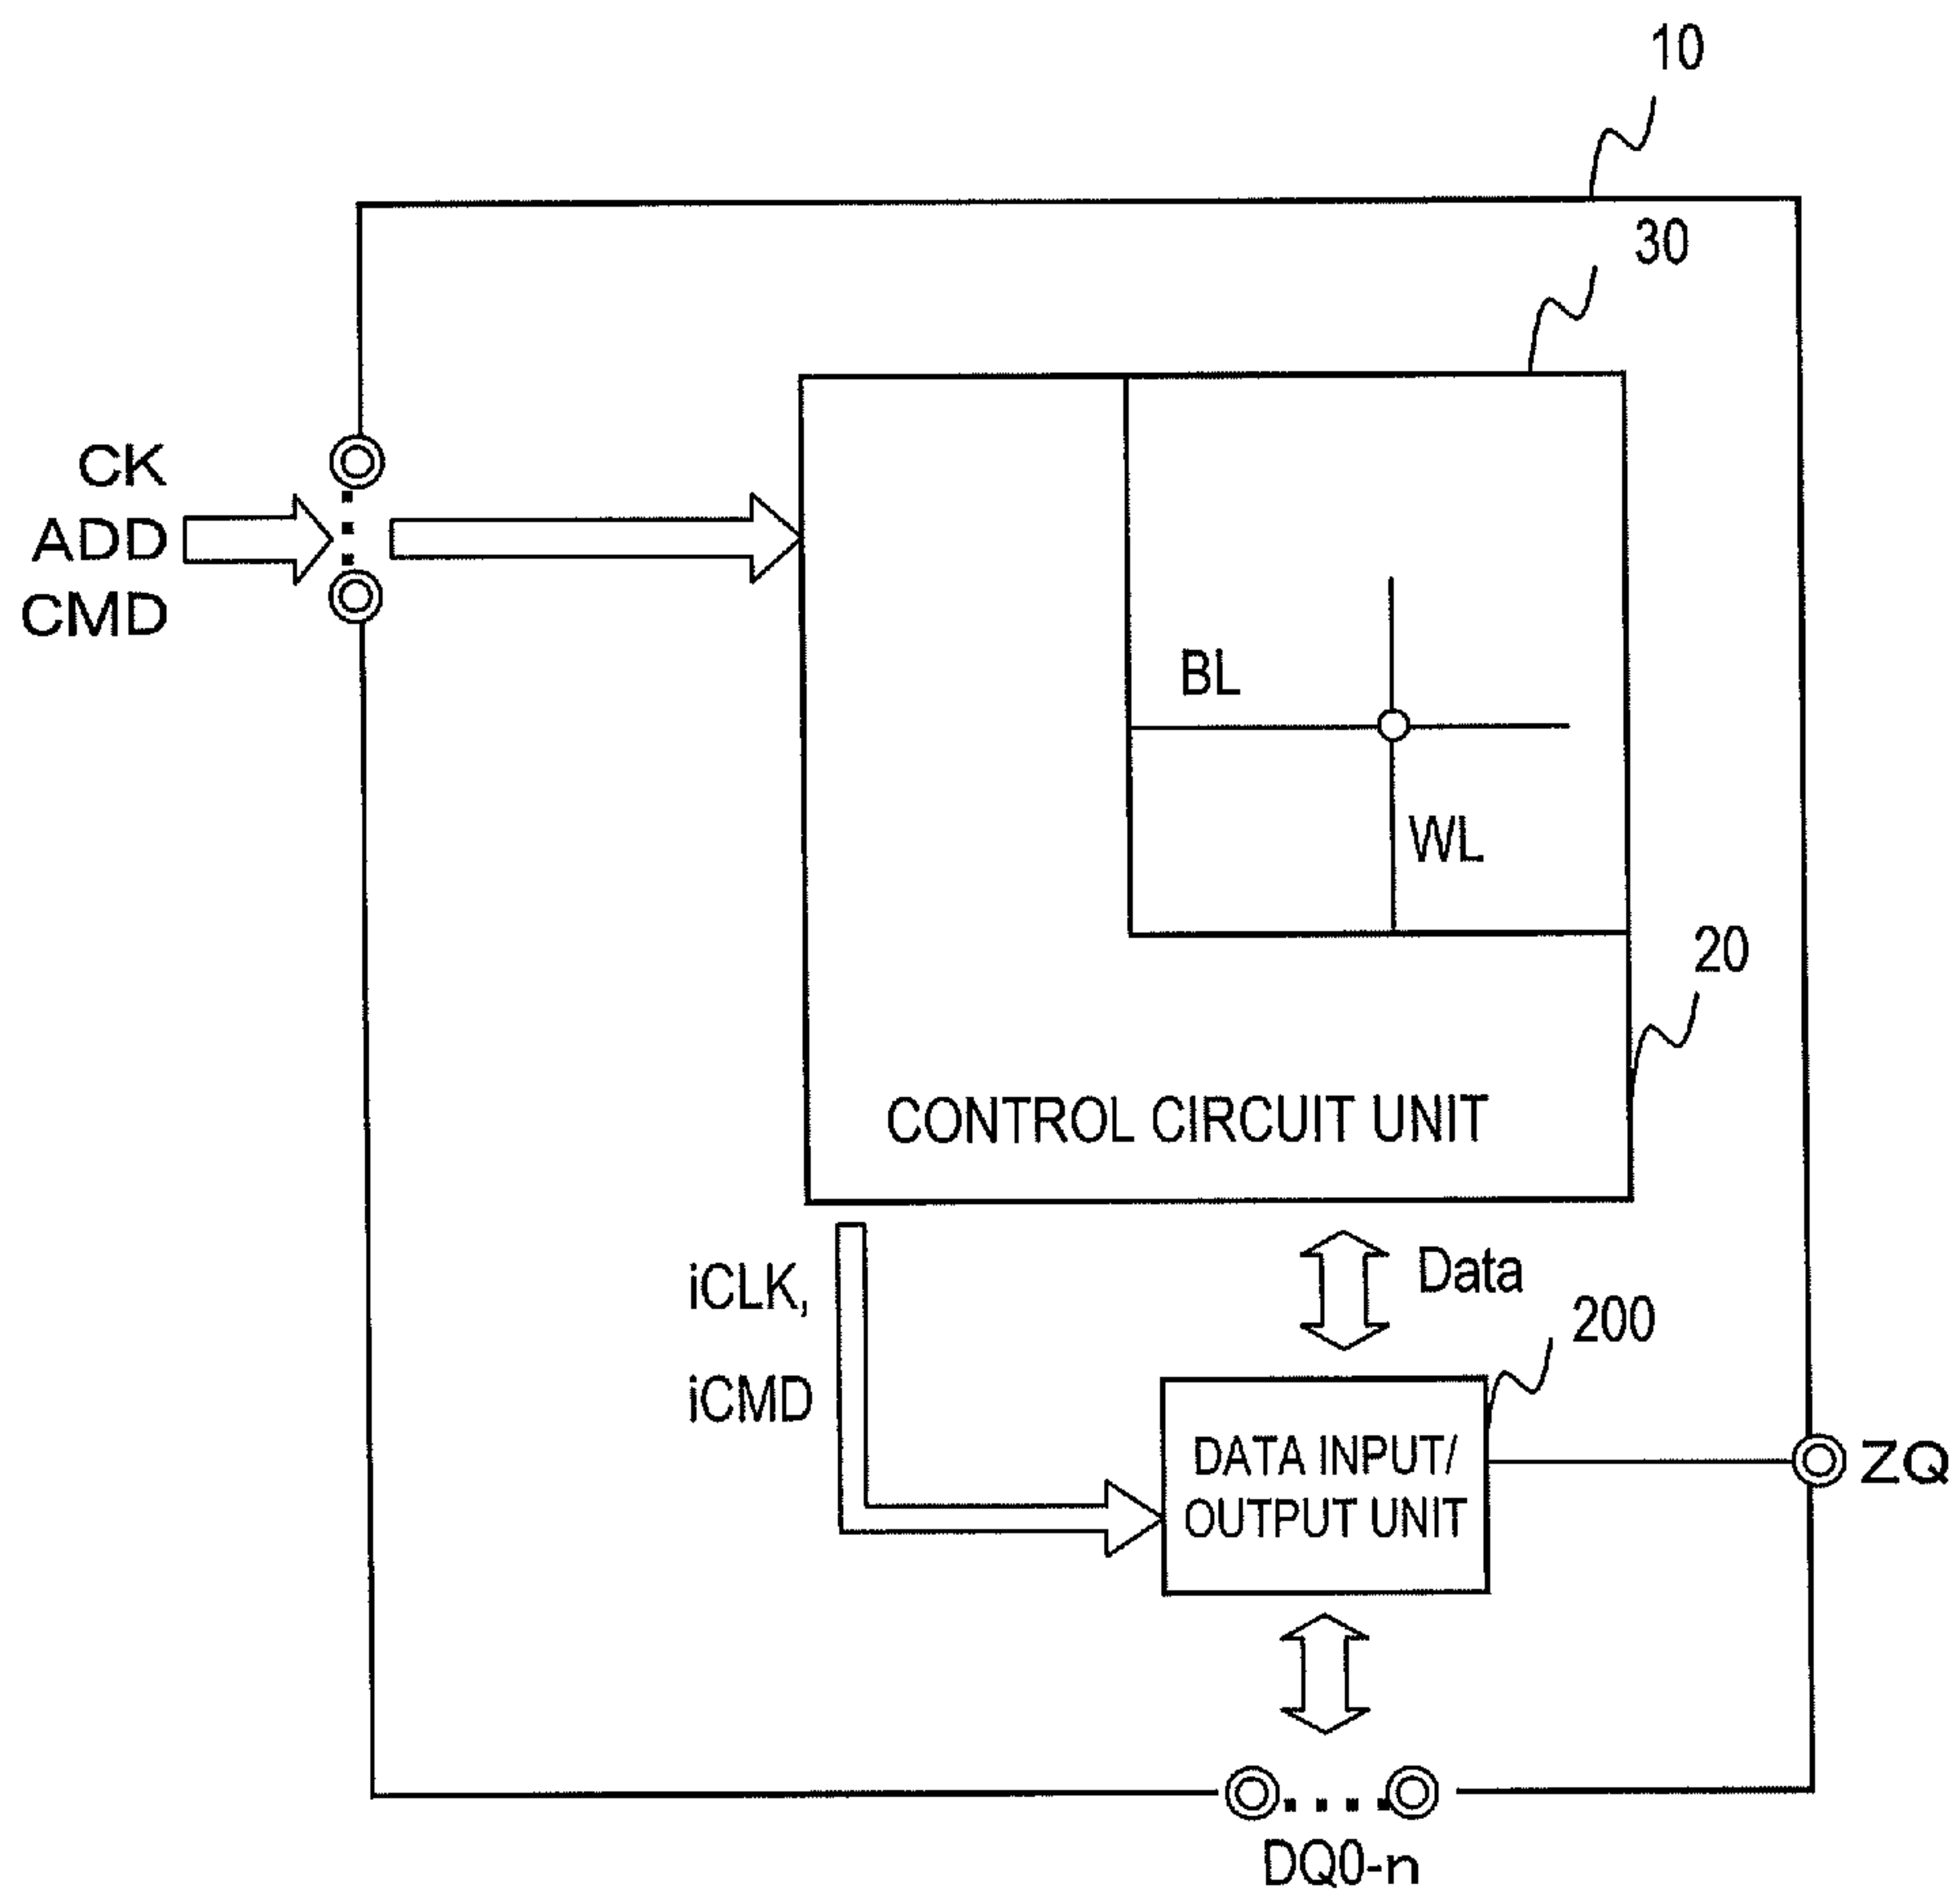 10
30
CK
ADD
CMD
BL
WL
20
CONTROL CIRCUIT UNIT
iCLK,
iCMD
Data
200
DATA INPUT/
OUTPUT UNIT
ZQ
DQ0-n